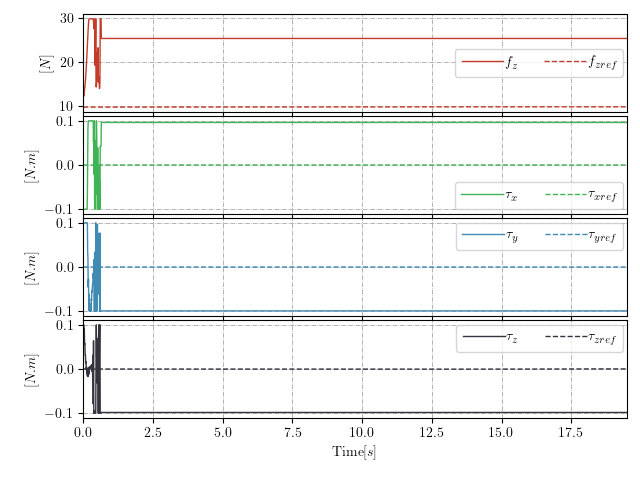 30
20
10
[N]
f_z f_zref
0.1
0.0
−0.1
[N.m]
τ_x τ_xref
0.1
0.0
−0.1
[N.m]
τ_y τ_yref
0.1
0.0
−0.1
[N.m]
τ_z τ_zref
0.0 2.5 5.0 7.5 10.0 12.5 15.0 17.5
Time[s]